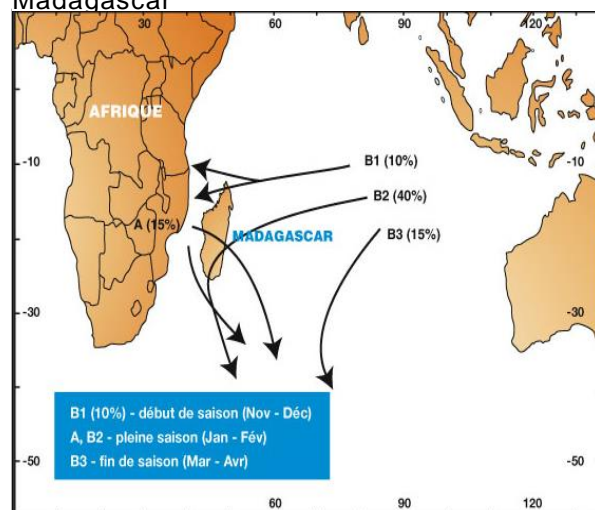 Madagascar
30 60 90 120
AFRIQUE
-10 B1 (10%) -10
B2 (40%)
A (15%) MADAGASCAR B3 (15%)
-30 -30
B1 (10%) - début de saison (Nov - Déc)
A, B2 - pleine saison (Jan - Fév)
B3 - fin de saison (Mar - Avr)
-50 -50
60 90 120